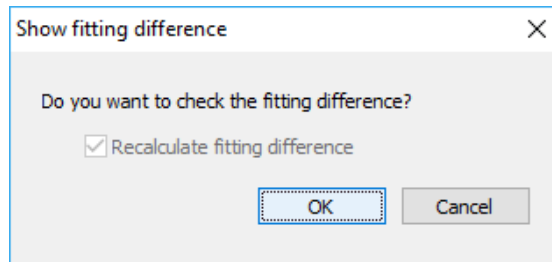 Show fitting difference
Do you want to check the fitting difference?
Recalculate fitting difference
OK Cancel